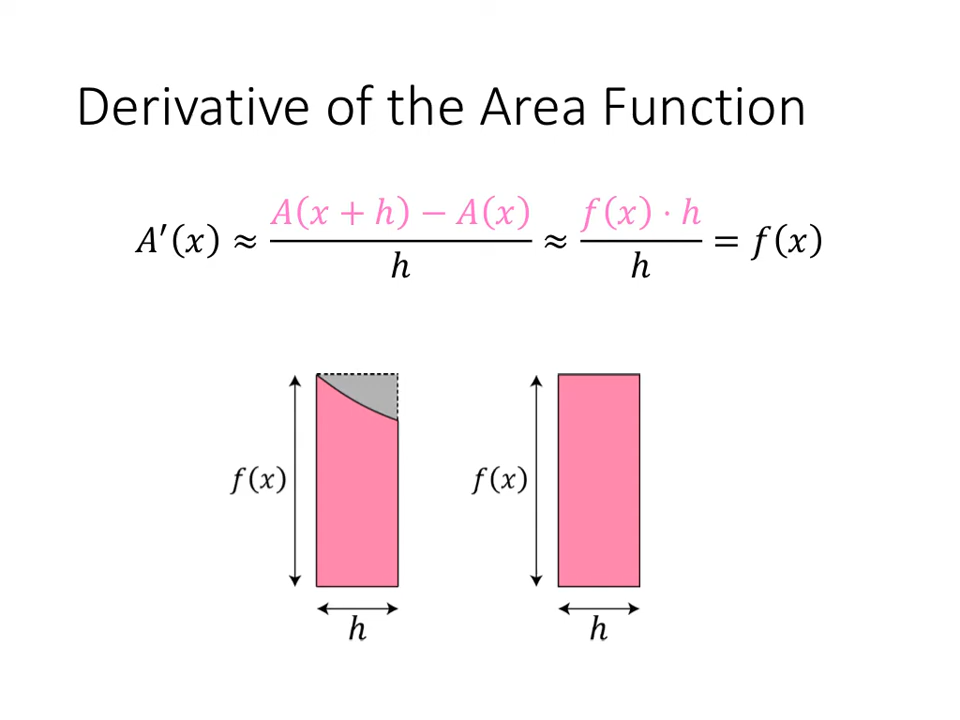 Derivative of the Area Function
A′(x) ≈ A(x + h) − A(x) / h ≈ f(x) · h / h = f(x)
f(x) f(x)
h h